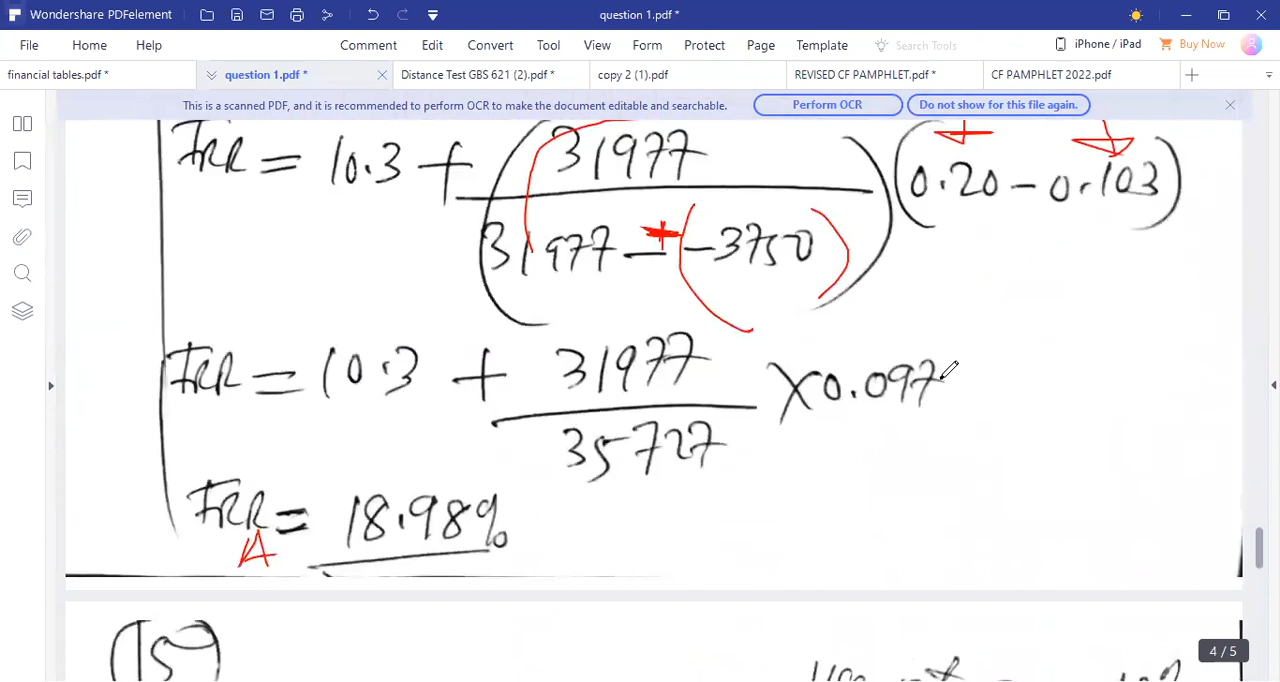 Wondershare PDFelement
question 1.pdf *
File Home Help Comment Edit Convert Tool View Form Protect Page Template Search Tools iPhone / iPad Buy Now
financial tables.pdf * question 1.pdf * Distance Test GBS 621 (2).pdf * copy 2 (1).pdf REVISED CF PAMPHLET.pdf * CF PAMPHLET 2022.pdf
This is a scanned PDF, and it is recommended to perform OCR to make the document editable and searchable. Perform OCR Do not show for this file again.
IRR = 10.3 + (31977
31977 - + (-3750)) (0.20 - 0.103)
IRR = 10.3 + 31977 X 0.097
35727
IRR = 18.98%
A
(15)
4 / 5